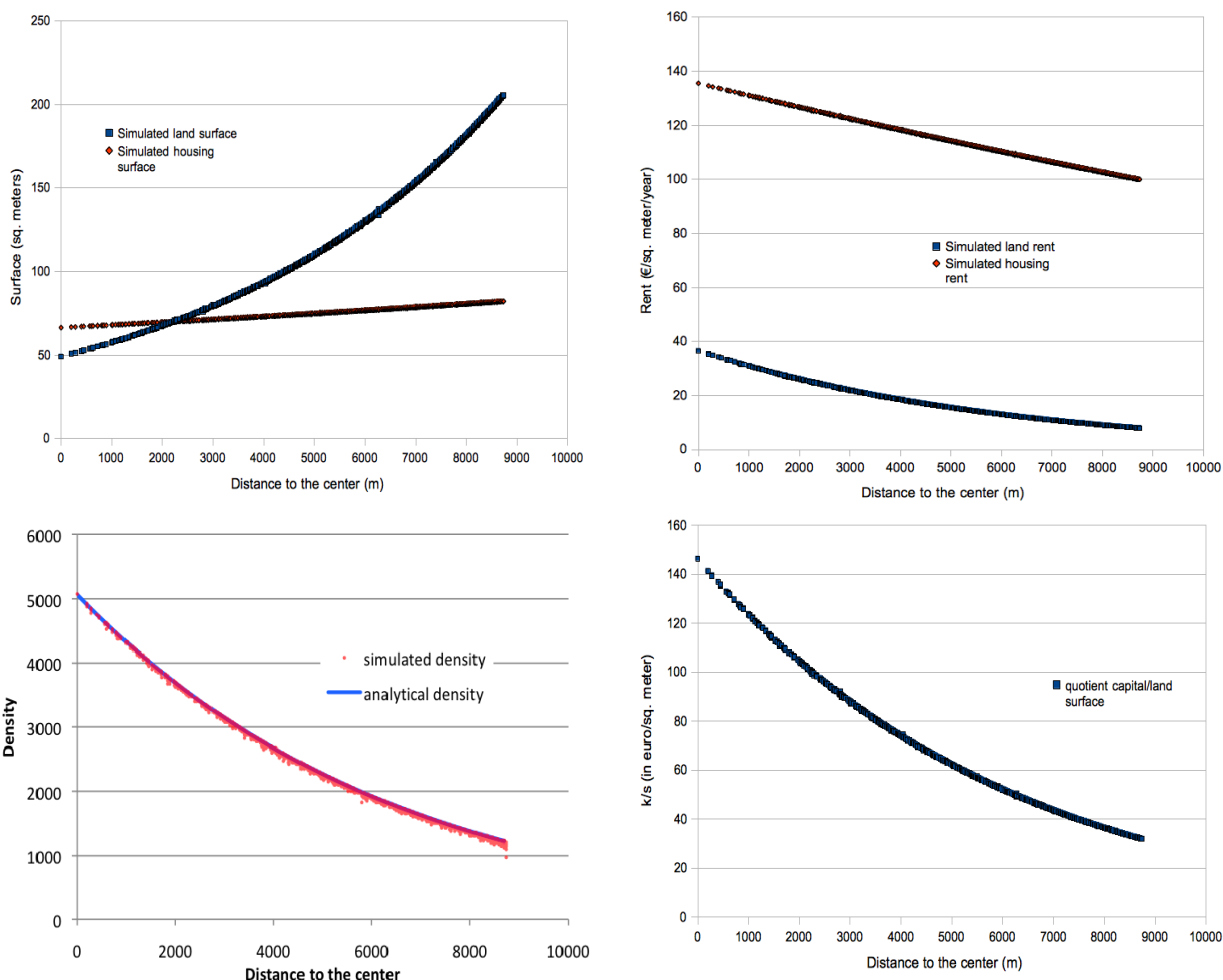 250
200
150
100
50
0
Surface (sq. meters)
Simulated land surface
Simulated housing
surface
0 1000 2000 3000 4000 5000 6000 7000 8000 9000 10000
Distance to the center (m)
160
140
120
100
80
60
40
20
0
Rent (€/sq. meter/year)
Simulated land rent
Simulated housing
rent
0 1000 2000 3000 4000 5000 6000 7000 8000 9000 10000
Distance to the center (m)
6000
5000
4000
3000
2000
1000
0
Density
simulated density
analytical density
0 2000 4000 6000 8000 10000
Distance to the center
160
140
120
100
80
60
40
20
0
k/s (in euro/sq. meter)
quotient capital/land
surface
0 1000 2000 3000 4000 5000 6000 7000 8000 9000 10000
Distance to the center (m)